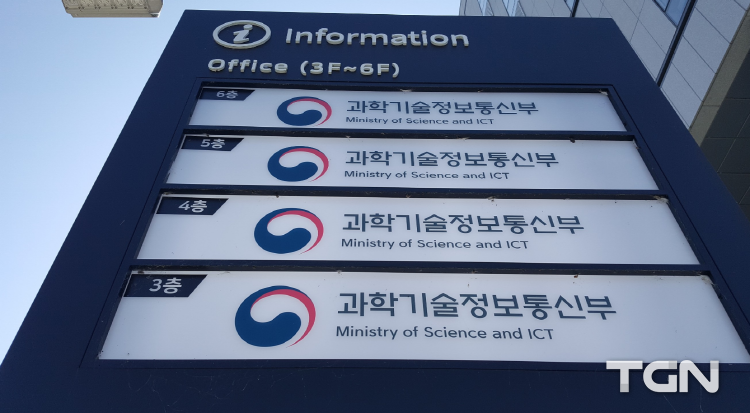 i Information
Office (3F~6F)
6층
과학기술정보통신부
Ministry of Science and ICT
5층
과학기술정보통신부
Ministry of Science and ICT
4층
과학기술정보통신부
Ministry of Science and ICT
3층
과학기술정보통신부
Ministry of Science and ICT
TGN